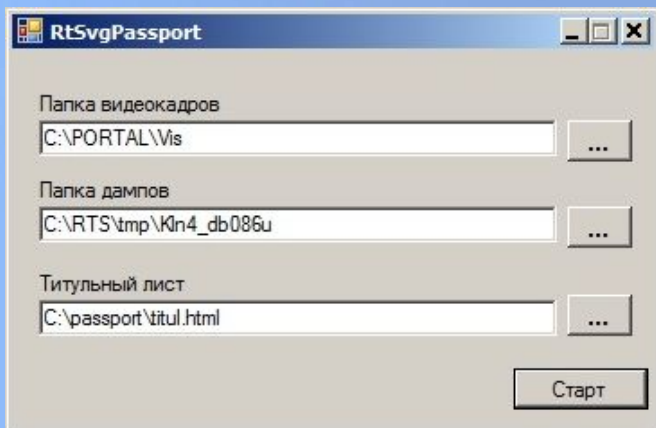 RtSvgPassport
Папка видеокадров
C:\PORTAL\Vis
...
Папка дампов
C:\RTS\tmp\Kln4_db086u
...
Титульный лист
C:\passport\titul.html
...
Старт